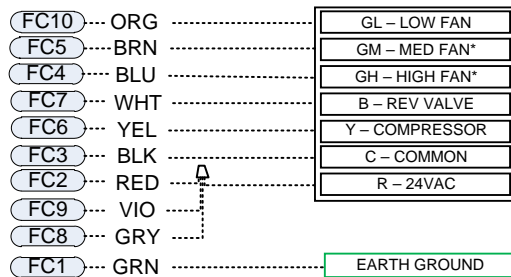 FC10 ORG GL – LOW FAN
FC5 BRN GM – MED FAN*
FC4 BLU GH – HIGH FAN*
FC7 WHT B – REV VALVE
FC6 YEL Y – COMPRESSOR
FC3 BLK C – COMMON
FC2 RED R – 24VAC
FC9 VIO
FC8 GRY
FC1 GRN EARTH GROUND